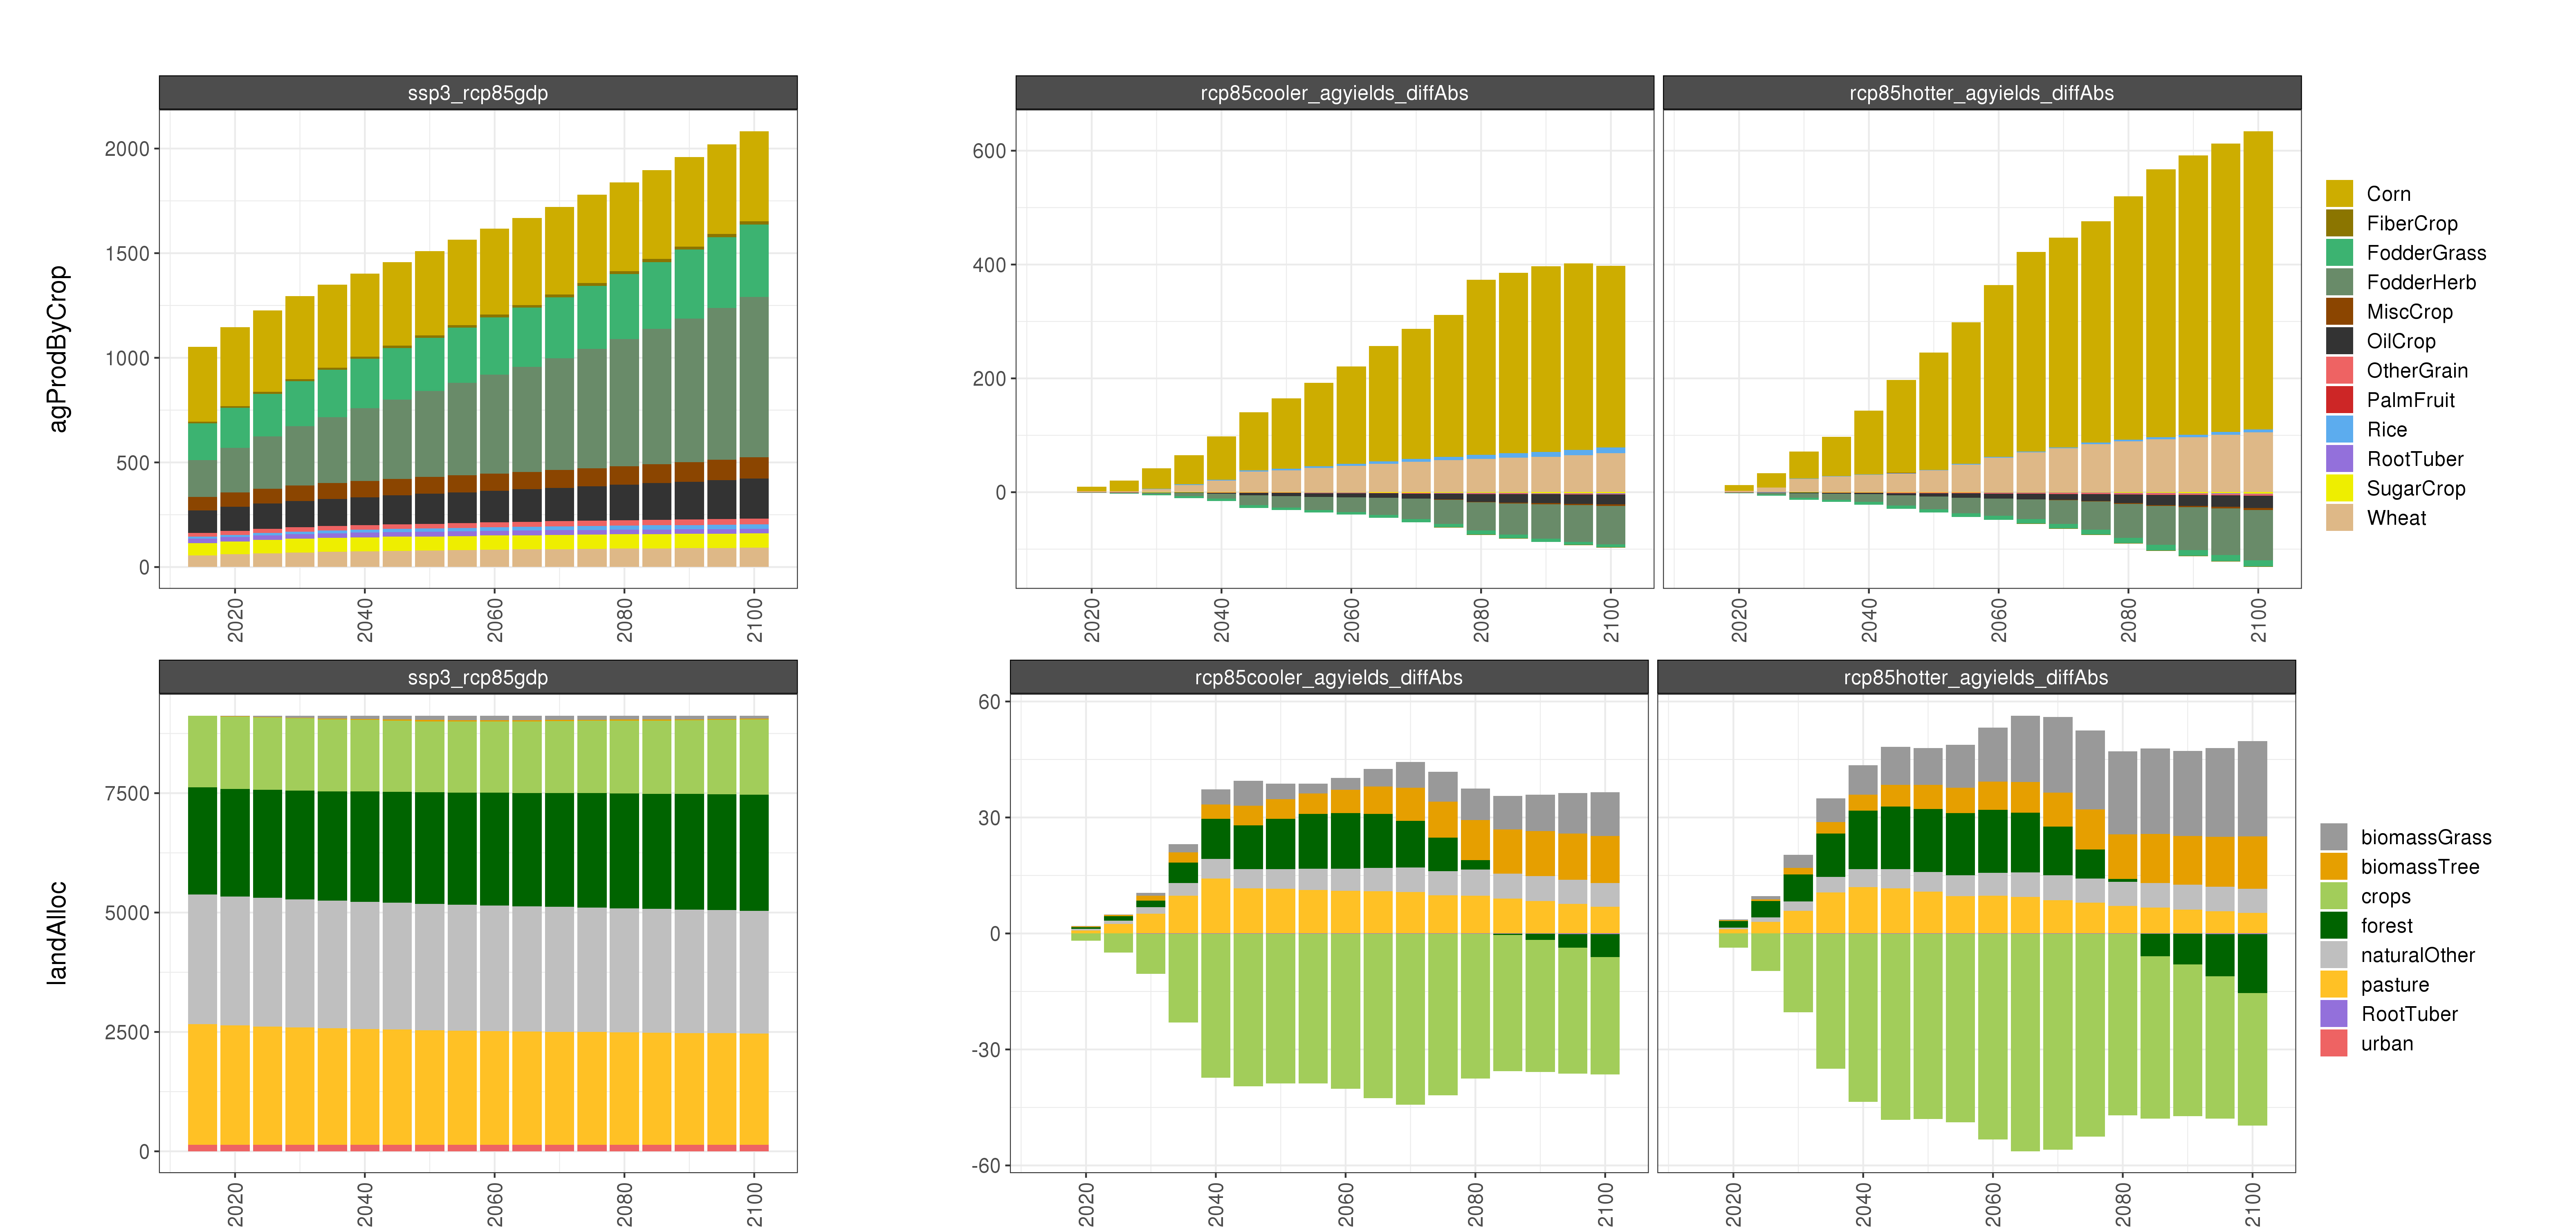 ssp3_rcp85gdp
rcp85cooler_agyields_diffAbs
rcp85hotter_agyields_diffAbs
agProdByCrop
2000
1500
1000
500
0
600
400
200
0
2020
2040
2060
2080
2100
2020
2040
2060
2080
2100
2020
2040
2060
2080
2100
Corn
FiberCrop
FodderGrass
FodderHerb
MiscCrop
OilCrop
OtherGrain
PalmFruit
Rice
RootTuber
SugarCrop
Wheat
ssp3_rcp85gdp
rcp85cooler_agyields_diffAbs
rcp85hotter_agyields_diffAbs
landAlloc
7500
5000
2500
0
60
30
0
-30
-60
2020
2040
2060
2080
2100
2020
2040
2060
2080
2100
2020
2040
2060
2080
2100
biomassGrass
biomassTree
crops
forest
naturalOther
pasture
RootTuber
urban